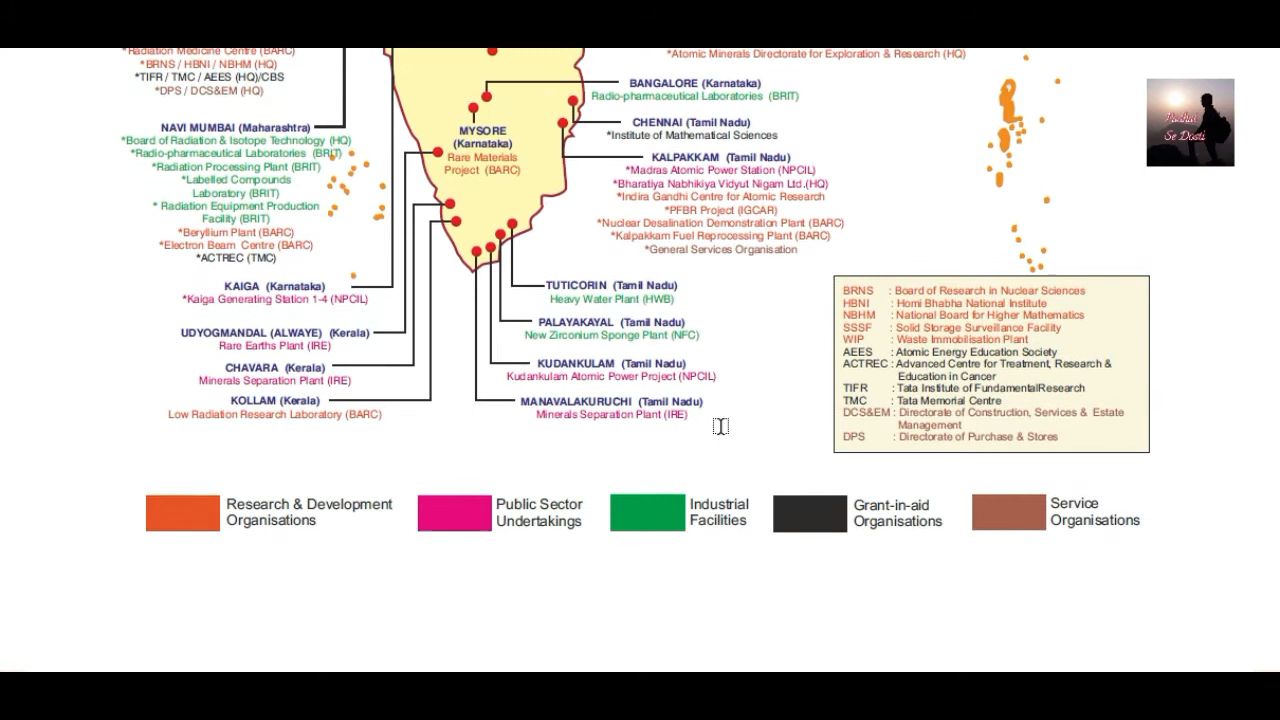 *Radiation Medicine Centre (BARC)
*BRNS / HBNI / NBHM (HQ)
*TIFR / TMC / AEES (HQ)/CBS
*DPS / DCS&EM (HQ)
NAVI MUMBAI (Maharashtra)
*Board of Radiation & Isotope Technology (HQ)
*Radio-pharmaceutical Laboratories (BRIT)
*Radiation Processing Plant (BRIT)
*Labelled Compounds
Laboratory (BRIT)
* Radiation Equipment Production
Facility (BRIT)
*Beryllium Plant (BARC)
*Electron Beam Centre (BARC)
*ACTREC (TMC)
KAIGA (Karnataka)
*Kaiga Generating Station 1-4 (NPCIL)
UDYOGMANDAL (ALWAYE) (Kerala)
Rare Earths Plant (IRE)
CHAVARA (Kerala)
Minerals Separation Plant (IRE)
KOLLAM (Kerala)
Low Radiation Research Laboratory (BARC)
MYSORE
(Karnataka)
Rare Materials
Project (BARC)
*Atomic Minerals Directorate for Exploration & Research (HQ)
BANGALORE (Karnataka)
Radio-pharmaceutical Laboratories (BRIT)
CHENNAI (Tamil Nadu)
*Institute of Mathematical Sciences
KALPAKKAM (Tamil Nadu)
*Madras Atomic Power Station (NPCIL)
*Bharatiya Nabhikiya Vidyut Nigam Ltd.(HQ)
*Indira Gandhi Centre for Atomic Research
*PFBR Project (IGCAR)
*Nuclear Desalination Demonstration Plant (BARC)
*Kalpakkam Fuel Reprocessing Plant (BARC)
*General Services Organisation
TUTICORIN (Tamil Nadu)
Heavy Water Plant (HWB)
PALAYAKAYAL (Tamil Nadu)
New Zirconium Sponge Plant (NFC)
KUDANKULAM (Tamil Nadu)
Kudankulam Atomic Power Project (NPCIL)
MANAVALAKURUCHI (Tamil Nadu)
Minerals Separation Plant (IRE)
Padhai
Se Dosti
BRNS : Board of Research in Nuclear Sciences
HBNI : Homi Bhabha National Institute
NBHM : National Board for Higher Mathematics
SSSF : Solid Storage Surveillance Facility
WIP : Waste Immobilisation Plant
AEES : Atomic Energy Education Society
ACTREC : Advanced Centre for Treatment, Research &
Education in Cancer
TIFR : Tata Institute of FundamentalResearch
TMC : Tata Memorial Centre
DCS&EM : Directorate of Construction, Services & Estate
Management
DPS : Directorate of Purchase & Stores
Research & Development
Organisations
Public Sector
Undertakings
Industrial
Facilities
Grant-in-aid
Organisations
Service
Organisations